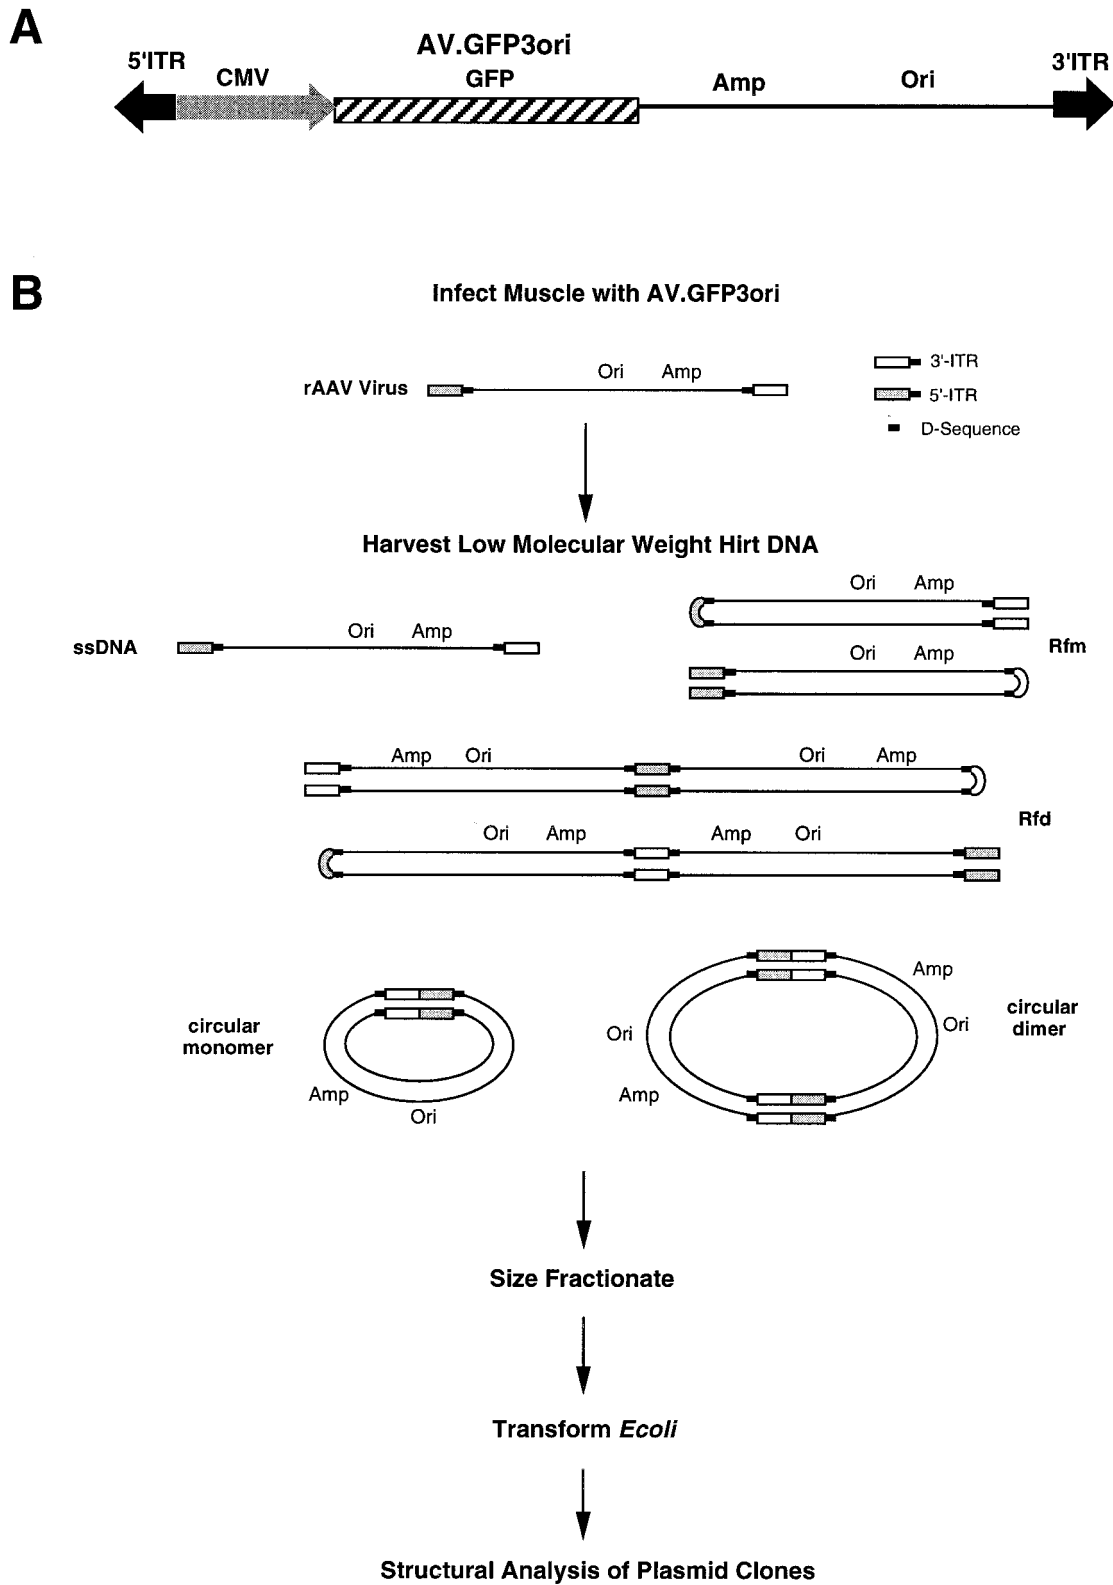 A
AV.GFP3ori
5'ITR
CMV
GFP
Amp
Ori
3'ITR
B
Infect Muscle with AV.GFP3ori
rAAV Virus
Ori Amp
3'-ITR
5'-ITR
D-Sequence
Harvest Low Molecular Weight Hirt DNA
ssDNA
Ori Amp
Ori Amp
Rfm
Ori Amp
Amp Ori
Ori Amp
Rfd
Ori Amp
Amp Ori
circular
monomer
Amp
Ori
Amp
Ori
Ori
Amp
circular
dimer
Size Fractionate
Transform Ecoli
Structural Analysis of Plasmid Clones